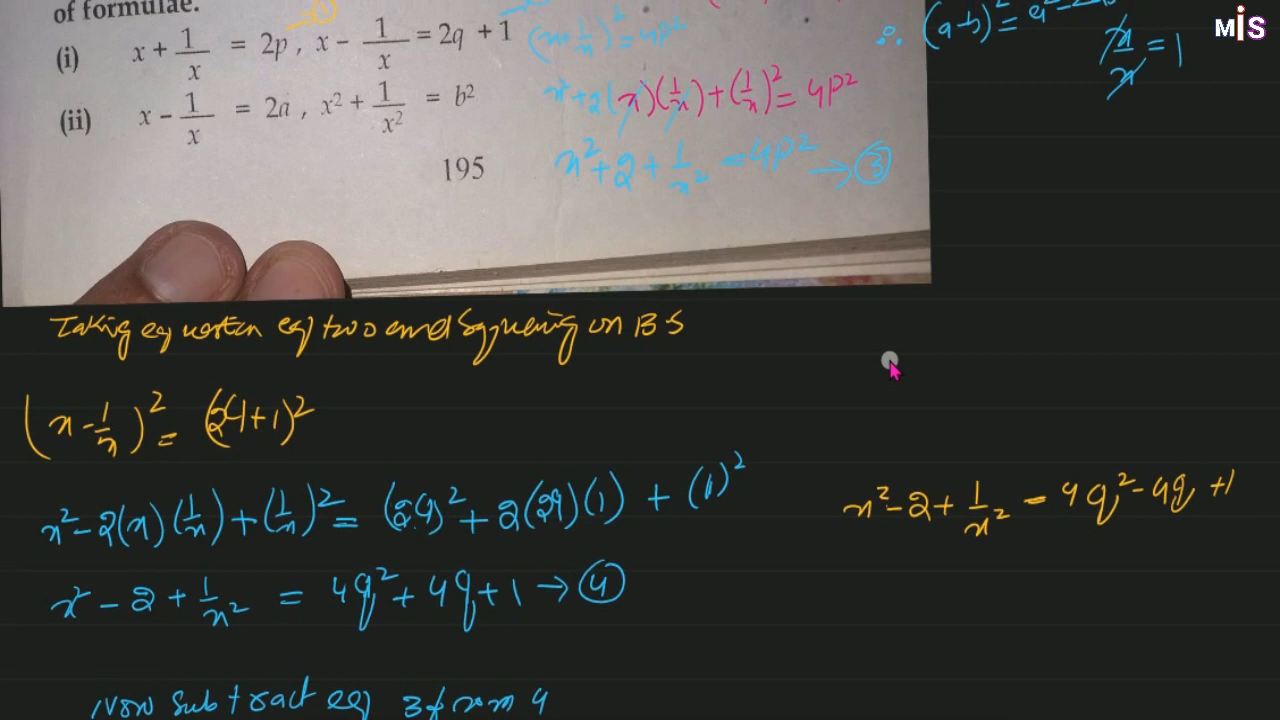 of formulae.
(i) x + 1/x = 2p , x - 1/x = 2q + 1
(ii) x - 1/x = 2a , x² + 1/x² = b²
195
①
(x+1/x)² = 4p²
x² + 2(x)(1/x) + (1/x)² = 4P²
x² + 2 + 1/x² = 4P² → ③
∴ (a-b)² = a² - 2
x/x = 1
MiS
Taking eq two and Squaring on B S
(x - 1/x)² = (2q+1)²
x² - 2(x)(1/x) + (1/x)² = (2q)² + 2(2q)(1) + (1)²
x² - 2 + 1/x² = 4q² - 4q + 1
x² - 2 + 1/x² = 4q² + 4q + 1 → ④
Now subtract eq 3 from 4